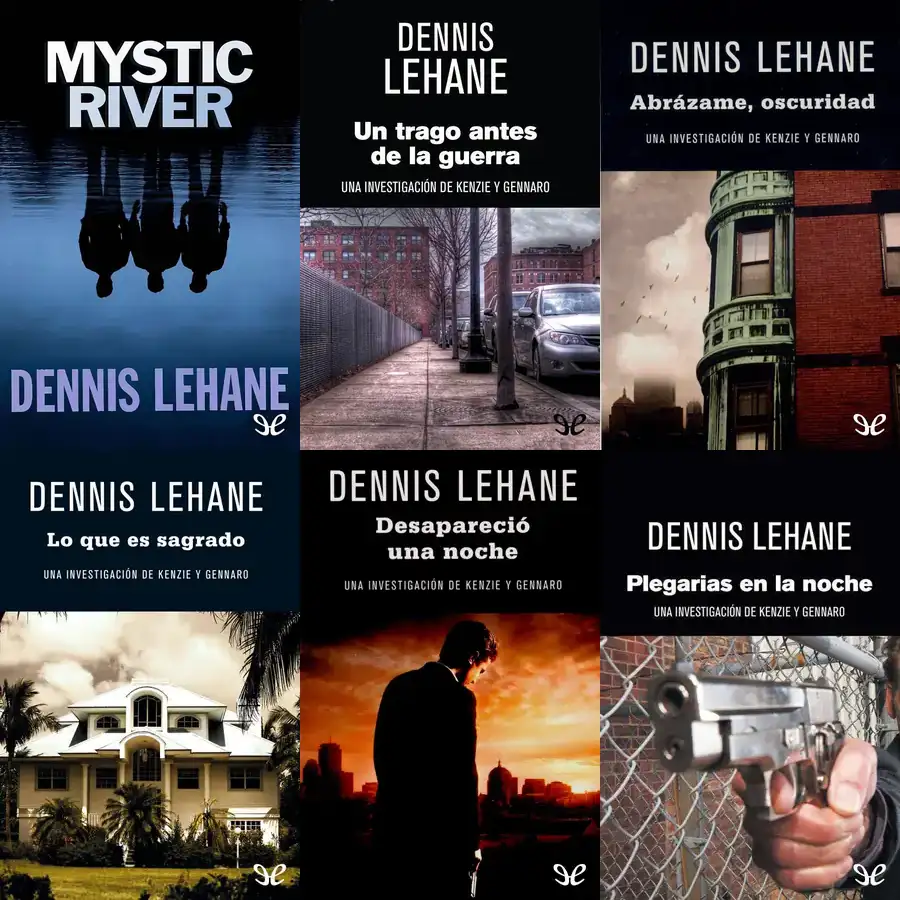 MYSTIC
RIVER
DENNIS LEHANE
DENNIS
LEHANE
Un trago antes
de la guerra
UNA INVESTIGACIÓN DE KENZIE Y GENNARO
DENNIS LEHANE
Abrázame, oscuridad
UNA INVESTIGACIÓN DE KENZIE Y GENNARO
DENNIS LEHANE
Lo que es sagrado
UNA INVESTIGACIÓN DE KENZIE Y GENNARO
DENNIS LEHANE
Desapareció
una noche
UNA INVESTIGACIÓN DE KENZIE Y GENNARO
DENNIS LEHANE
Plegarias en la noche
UNA INVESTIGACIÓN DE KENZIE Y GENNARO